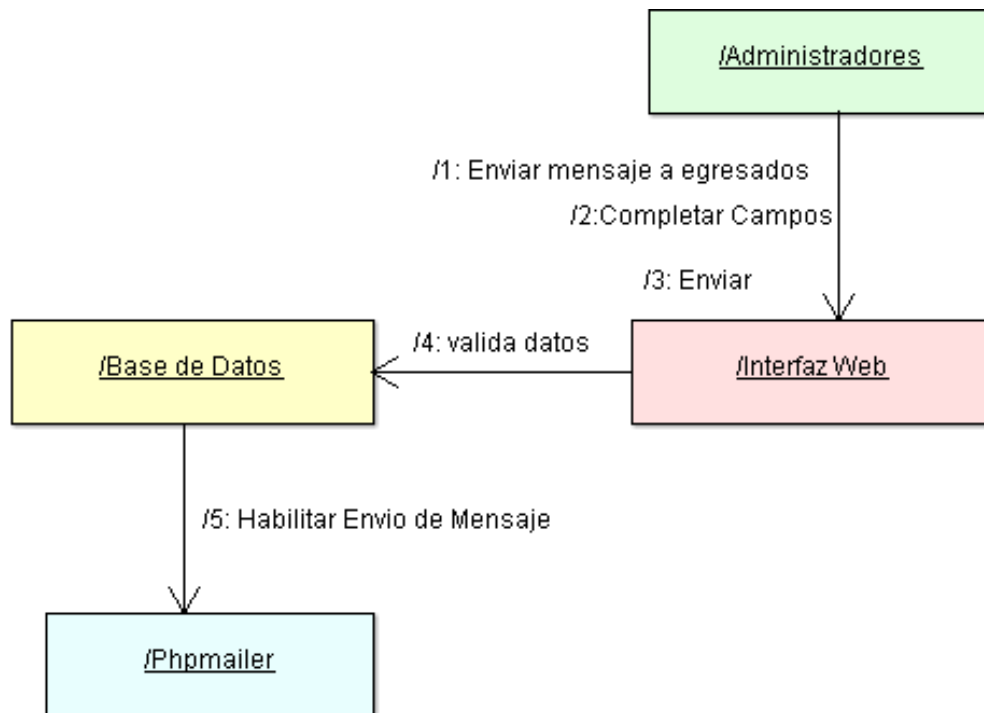 /Administradores
/1: Enviar mensaje a egresados
/2:Completar Campos
/3: Enviar
/4: valida datos
/Base de Datos
/Interfaz Web
/5: Habilitar Envio de Mensaje
/Phpmailer